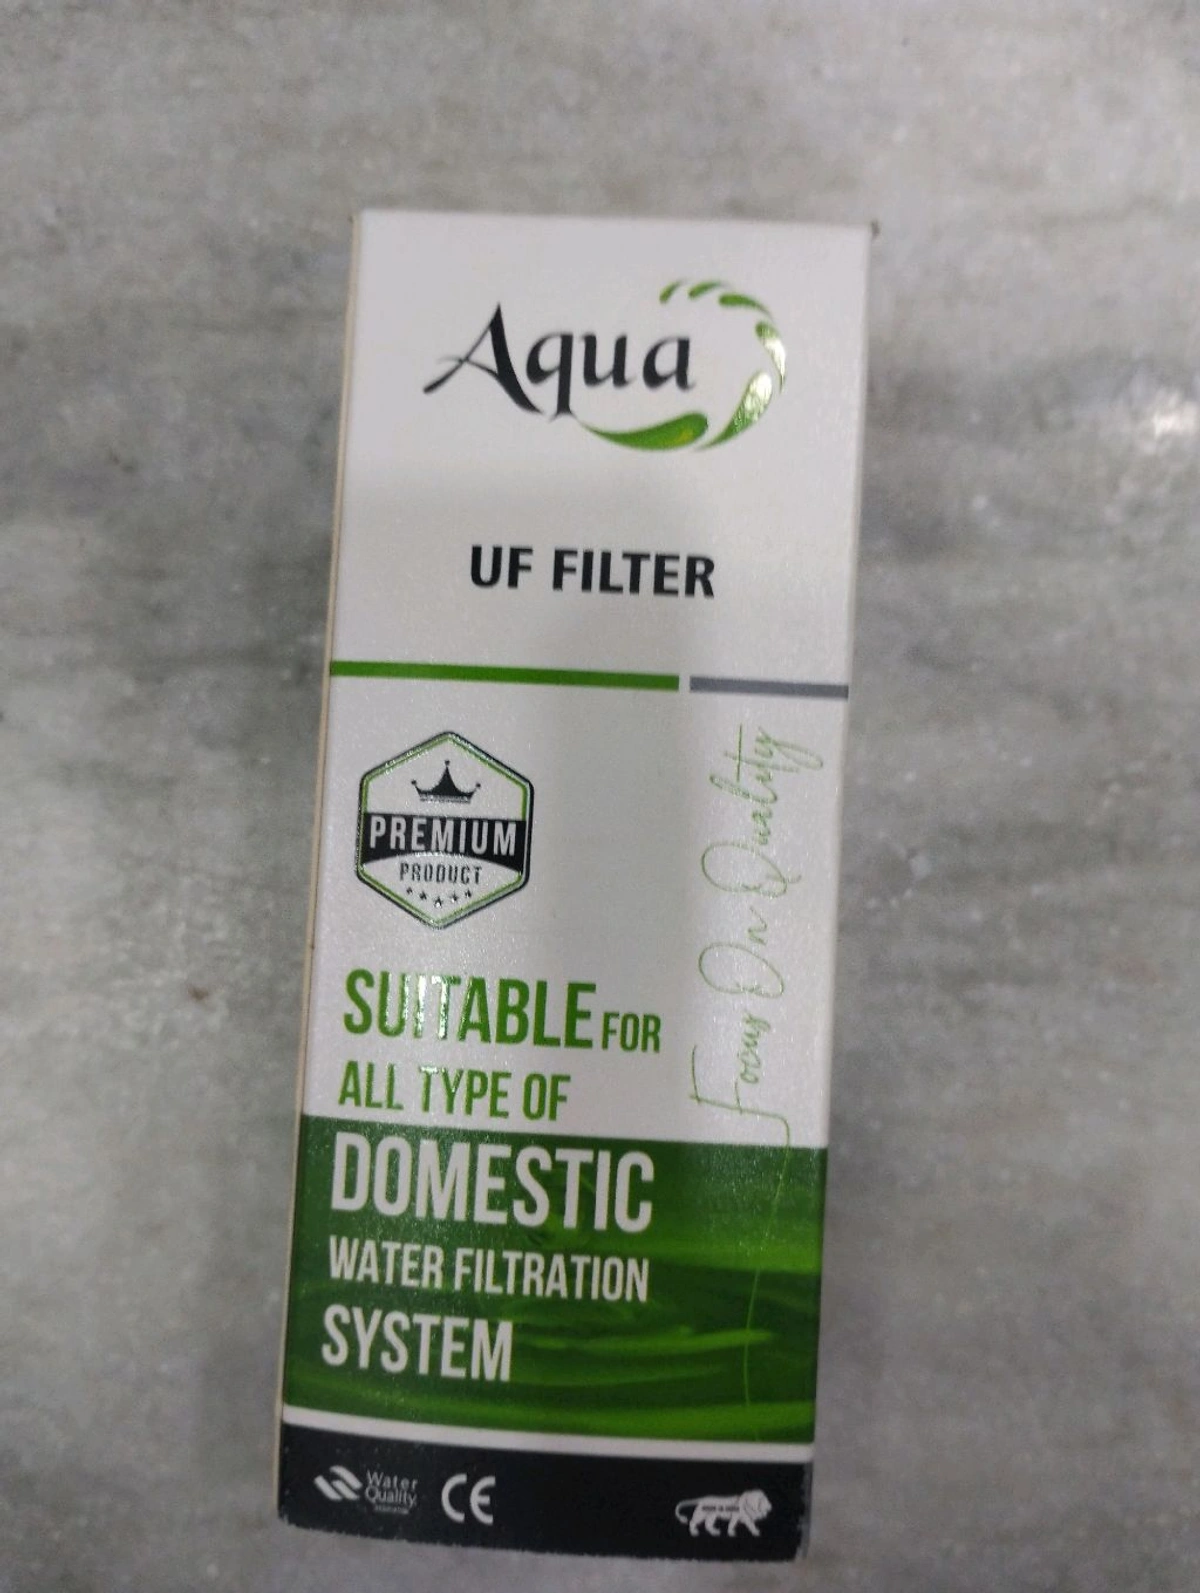 Aqua
UF FILTER
PREMIUM
PRODUCT
Focus On Quality
SUITABLE FOR
ALL TYPE OF
DOMESTIC
WATER FILTRATION
SYSTEM
Water
Quality
CE